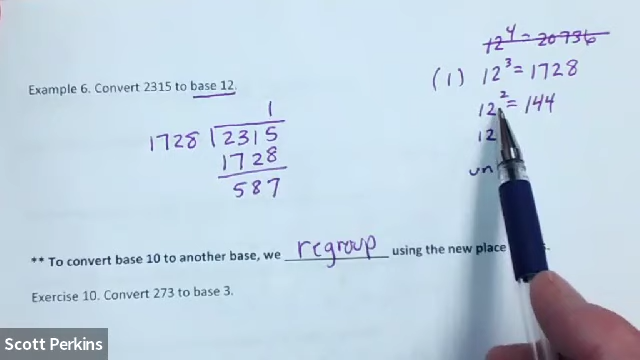 12⁴ = 20736
Example 6. Convert 2315 to base 12.
(1) 12³ = 1728
1
12² = 144
1728 2315
12
1728
un
587
** To convert base 10 to another base, we regroup using the new place
Exercise 10. Convert 273 to base 3.
Scott Perkins